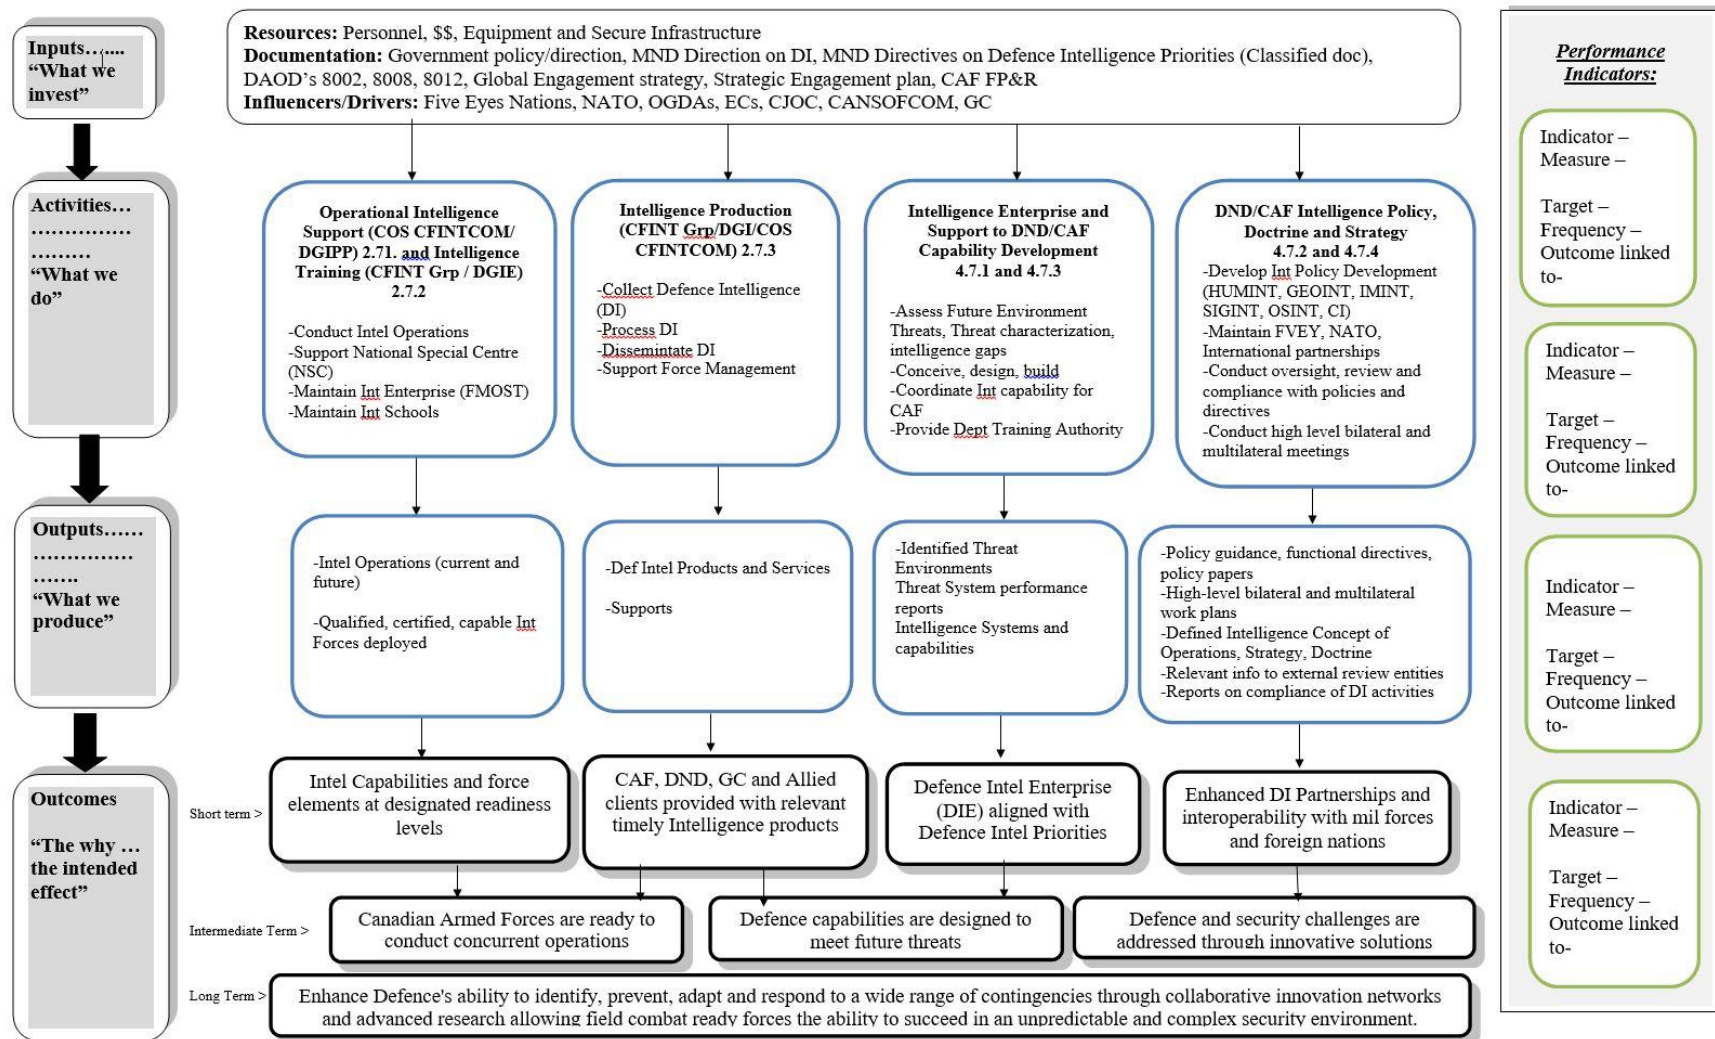 Inputs…....
“What we
invest”
Resources: Personnel, $$, Equipment and Secure Infrastructure
Documentation: Government policy/direction, MND Direction on DI, MND Directives on Defence Intelligence Priorities (Classified doc),
DAOD’s 8002, 8008, 8012, Global Engagement strategy, Strategic Engagement plan, CAF FP&R
Influencers/Drivers: Five Eyes Nations, NATO, OGDAs, ECs, CJOC, CANSOFCOM, GC
Activities…
……………
………
“What we
do”
Operational Intelligence
Support (COS CFINTCOM/
DGIPP) 2.71. and Intelligence
Training (CFINT Grp / DGIE)
2.7.2
-Conduct Intel Operations
-Support National Special Centre
(NSC)
-Maintain Int Enterprise (FMOST)
-Maintain Int Schools
Intelligence Production
(CFINT Grp/DGI/COS
CFINTCOM) 2.7.3
-Collect Defence Intelligence
(DI)
-Process DI
-Dissemintate DI
-Support Force Management
Intelligence Enterprise and
Support to DND/CAF
Capability Development
4.7.1 and 4.7.3
-Assess Future Environment
Threats, Threat characterization,
intelligence gaps
-Conceive, design, build
-Coordinate Int capability for
CAF
-Provide Dept Training Authority
DND/CAF Intelligence Policy,
Doctrine and Strategy
4.7.2 and 4.7.4
-Develop Int Policy Development
(HUMINT, GEOINT, IMINT,
SIGINT, OSINT, CI)
-Maintain FVEY, NATO,
International partnerships
-Conduct oversight, review and
compliance with policies and
directives
-Conduct high level bilateral and
multilateral meetings
Outputs……
……………
…….
“What we
produce”
-Intel Operations (current and
future)
-Qualified, certified, capable Int
Forces deployed
-Def Intel Products and Services
-Supports
-Identified Threat
Environments
Threat System performance
reports
Intelligence Systems and
capabilities
-Policy guidance, functional directives,
policy papers
-High-level bilateral and multilateral
work plans
-Defined Intelligence Concept of
Operations, Strategy, Doctrine
-Relevant info to external review entities
-Reports on compliance of DI activities
Outcomes
“The why …
the intended
effect”
Short term >
Intel Capabilities and force
elements at designated readiness
levels
CAF, DND, GC and Allied
clients provided with relevant
timely Intelligence products
Defence Intel Enterprise
(DIE) aligned with
Defence Intel Priorities
Enhanced DI Partnerships and
interoperability with mil forces
and foreign nations
Intermediate Term >
Canadian Armed Forces are ready to
conduct concurrent operations
Defence capabilities are designed to
meet future threats
Defence and security challenges are
addressed through innovative solutions
Long Term >
Enhance Defence's ability to identify, prevent, adapt and respond to a wide range of contingencies through collaborative innovation networks
and advanced research allowing field combat ready forces the ability to succeed in an unpredictable and complex security environment.
Performance
Indicators:
Indicator –
Measure –
Target –
Frequency –
Outcome linked
to-
Indicator –
Measure –
Target –
Frequency –
Outcome linked
to-
Indicator –
Measure –
Target –
Frequency –
Outcome linked
to-
Indicator –
Measure –
Target –
Frequency –
Outcome linked
to-